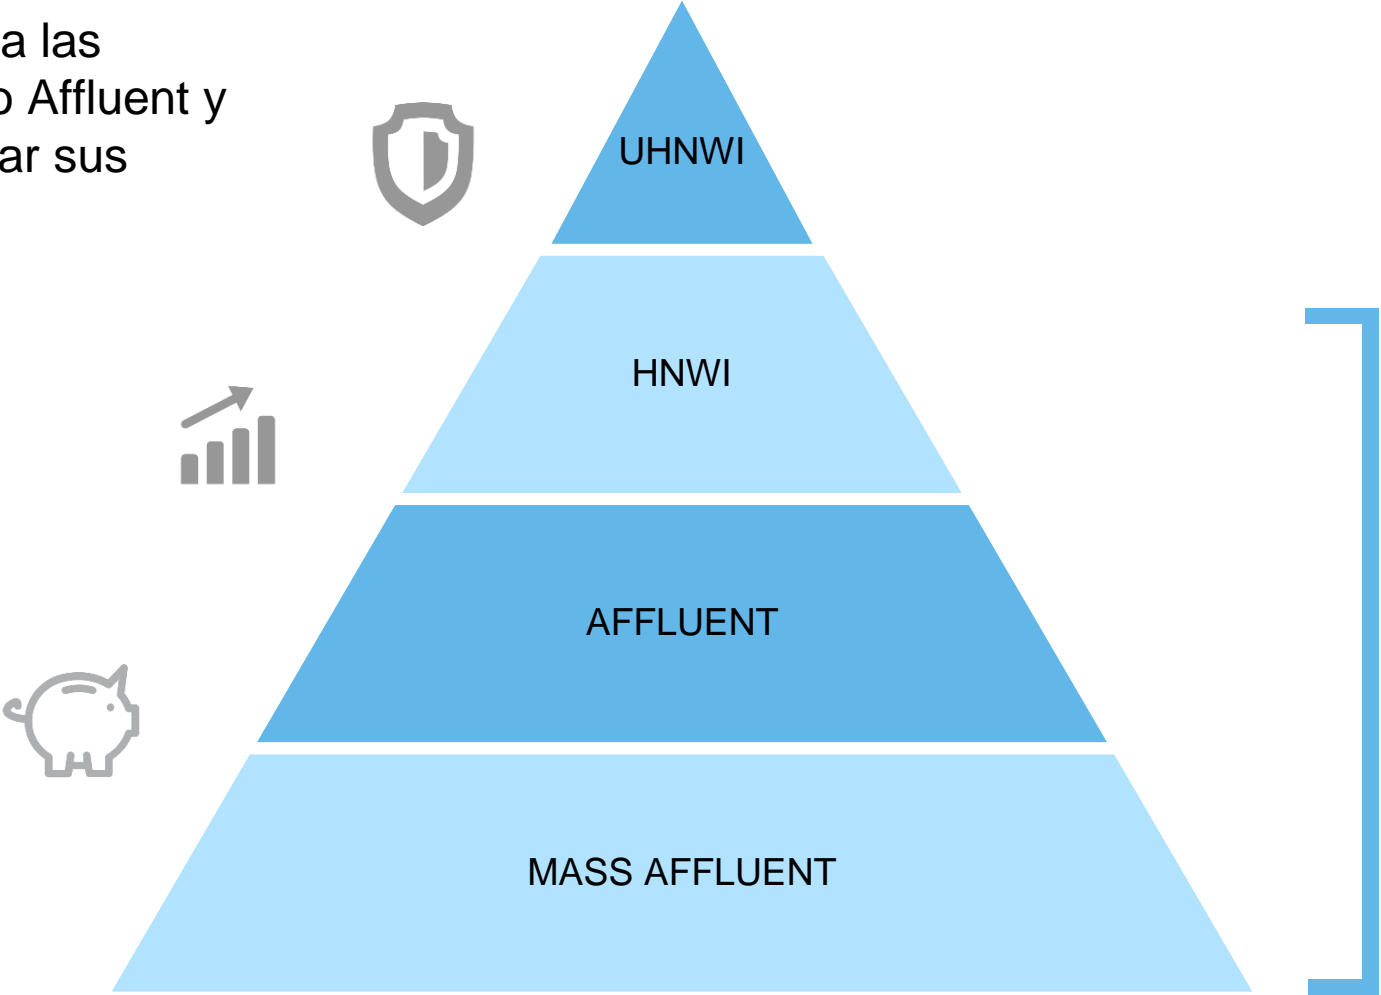 a las
o Affluent y
ar sus
UHNWI
HNWI
AFFLUENT
MASS AFFLUENT